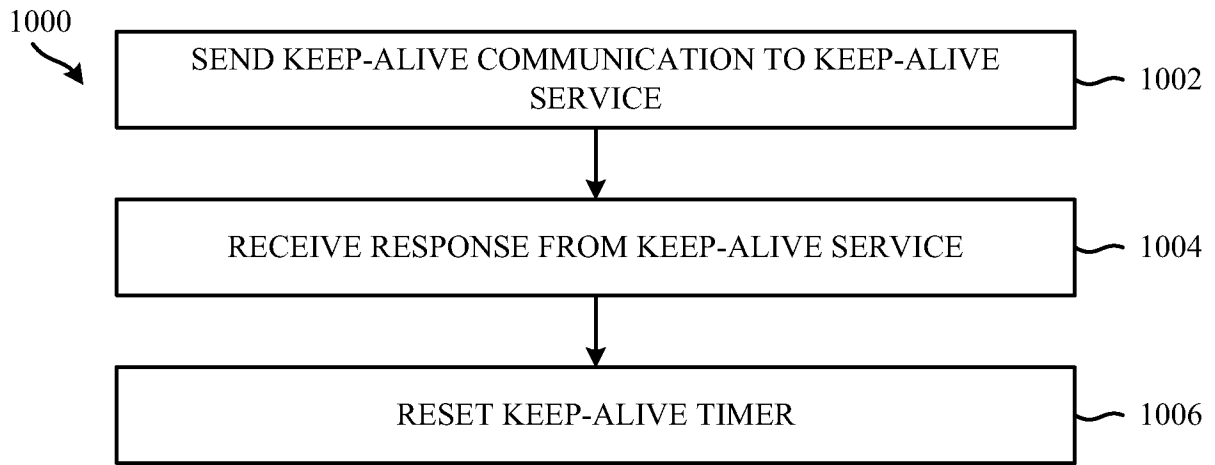 1000
SEND KEEP-ALIVE COMMUNICATION TO KEEP-ALIVE
SERVICE
1002
RECEIVE RESPONSE FROM KEEP-ALIVE SERVICE
1004
RESET KEEP-ALIVE TIMER
1006